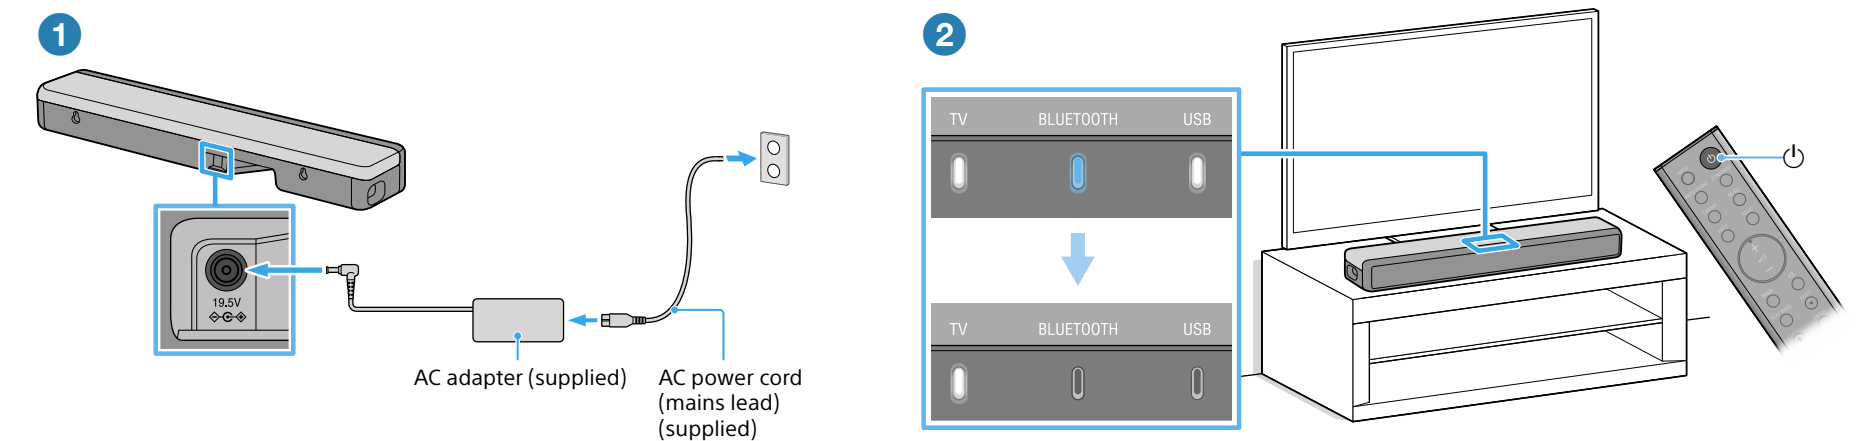 1
19.5V
AC adapter (supplied)
AC power cord
(mains lead)
(supplied)
2
TV BLUETOOTH USB
TV BLUETOOTH USB